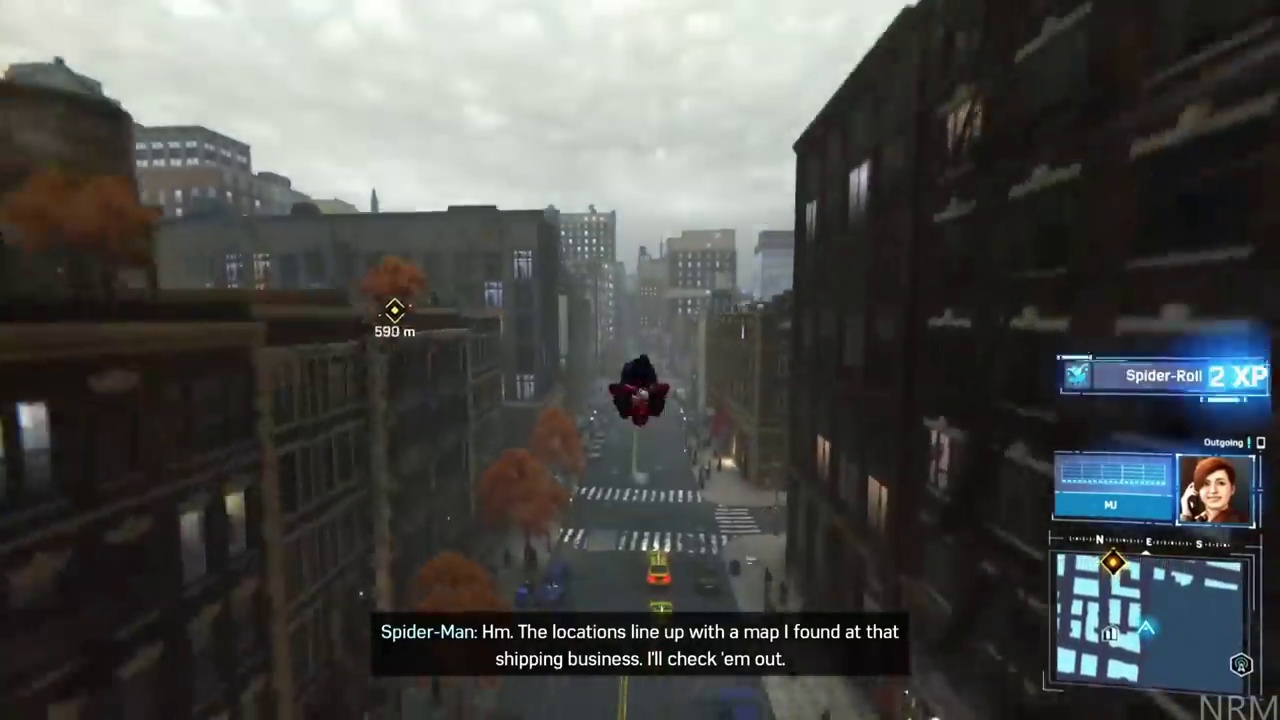 590 m
Spider-Roll 2 XP
Outgoing
MJ
N E S
Spider-Man: Hm. The locations line up with a map I found at that
shipping business. I'll check 'em out.
NRM